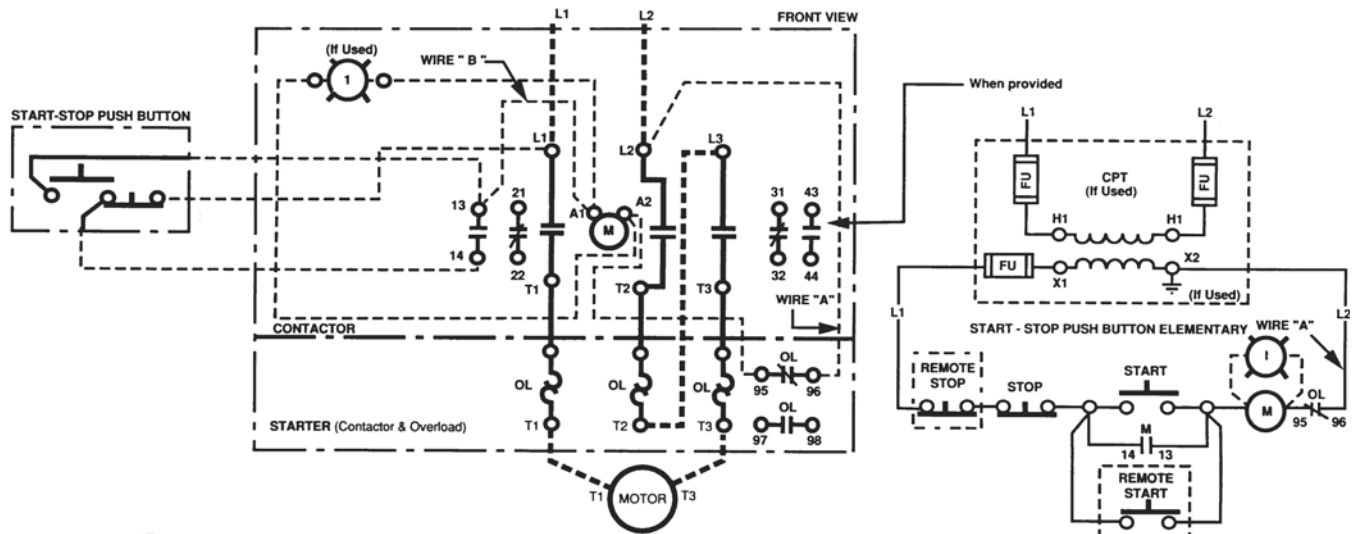 L1
L2
FRONT VIEW
(If Used)
1
WIRE " B "
When provided
START-STOP PUSH BUTTON
L1
L2
L3
L1
L2
FU
CPT
(If Used)
FU
H1
H1
13
14
21
22
A1
A2
M
31
32
43
44
T1
T2
T3
FU
X1
X2
(If Used)
L1
L2
WIRE "A"
CONTACTOR
START - STOP PUSH BUTTON ELEMENTARY
WIRE "A"
I
OL
OL
OL
95
OL
96
REMOTE
STOP
STOP
START
M
OL
95
96
STARTER (Contactor & Overload)
T1
T2
T3
97
OL
98
M
14
13
T1
MOTOR
T3
REMOTE
START